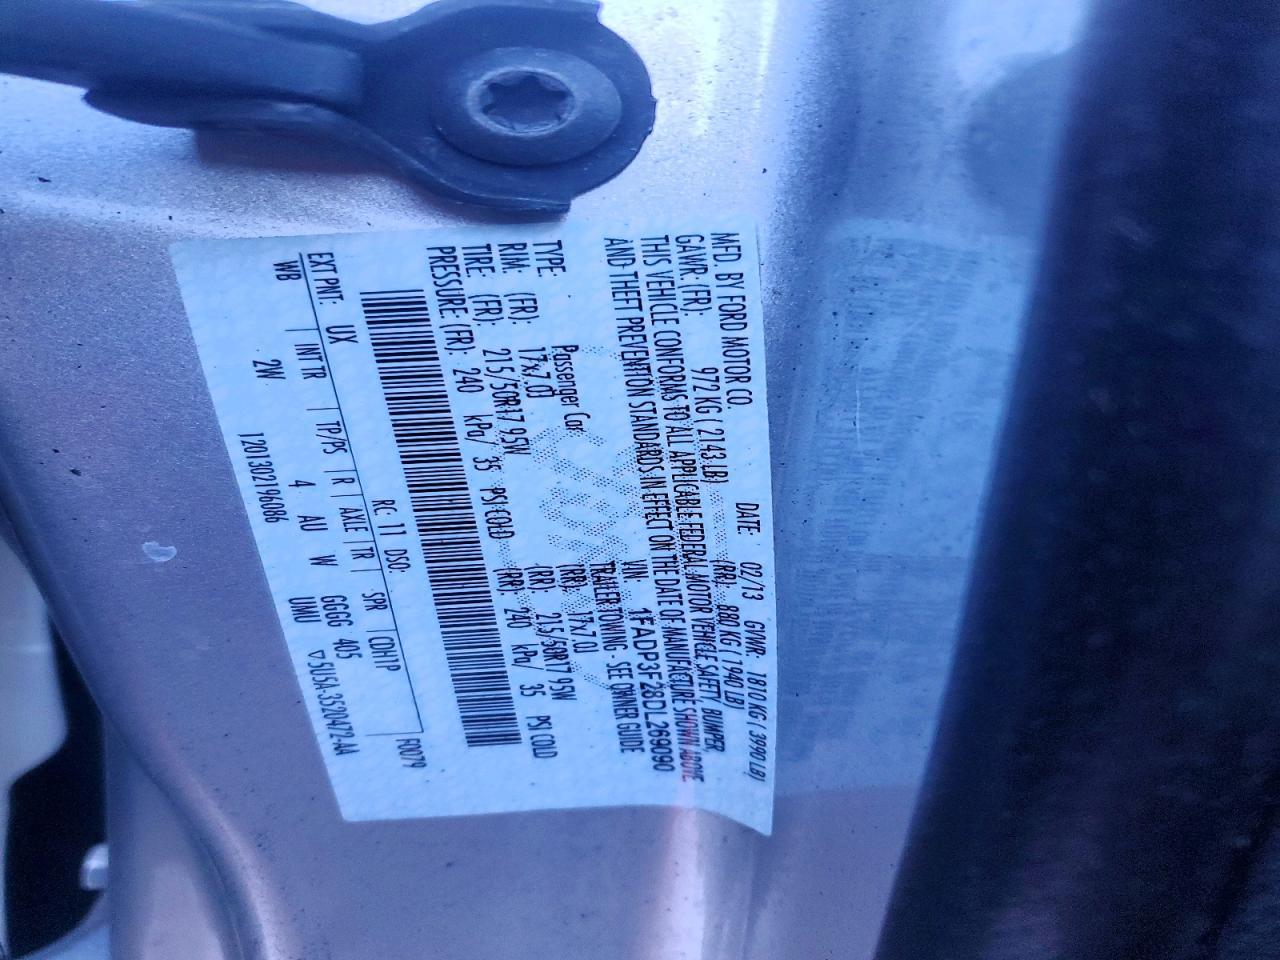 MFD. BY FORD MOTOR CO.
DATE: 02/13 GVWR: 1810 KG / 3990 LB)
GAWR: (FR): 972 KG ( 2143 LB) (RR): 880 KG ( 1940 LB)
THIS VEHICLE CONFORMS TO ALL APPLICABLE FEDERAL MOTOR VEHICLE SAFETY, BUMPER,
AND THEFT PREVENTION STANDARDS IN EFFECT ON THE DATE OF MANUFACTURE SHOWN ABOVE
VIN: 1FADP3F28DL269090
TYPE: Passenger Car TRAILER TOWING - SEE OWNER GUIDE
RIM: (FR): 17x7.0J (RR): 17x7.0J
TIRE: (FR): 215/50R17 95W (RR): 215/50R17 95W
PRESSURE (FR): 240 kPa/ 35 PSI COLD (RR): 240 kPa/ 35 PSI COLD
EXT PNT: UX RC: 11 DSO: F0079
WB | INT TR | TP/PS | R | AXLE | TR | SPR | CDH1P
2W 4 AU W GGGG 405
UMU ▽5U5A-3520472-AA
120130219608​6